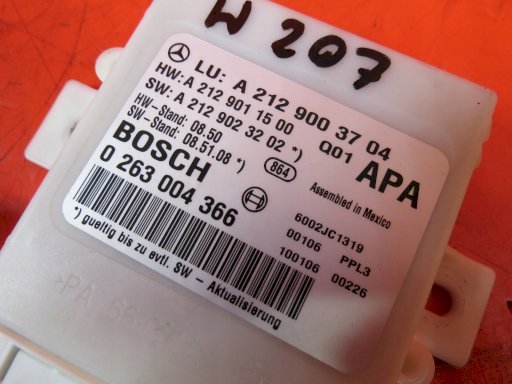 W 207
LU: A 212 900 37 04
HW: A 212 901 15 00 Q01 APA
SW: A 212 902 32 02 *)
HW-Stand: 08.50
SW-Stand: 08.51.08 *) 864
BOSCH Assembled in Mexico
0 263 004 366
6002JC1319
00106 PPL3
100106 00226
*) gueltig bis zu evtl. SW - Aktualisierung
>PA 66